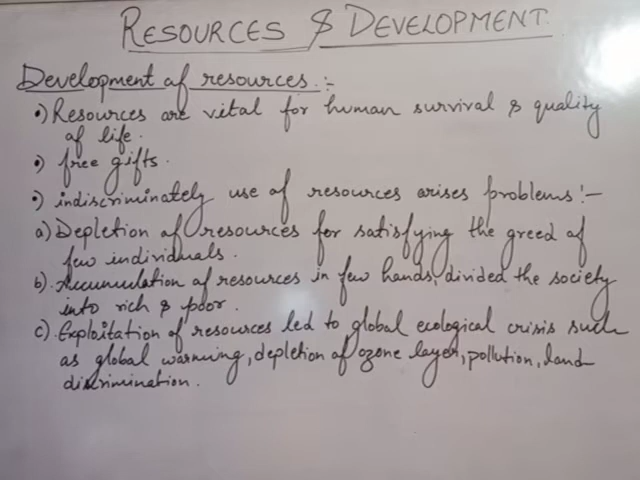 RESOURCES & DEVELOPMENT.
Development of resources :-
•) Resources are vital for human survival & quality
of life.
•) free gifts.
•) indiscriminately use of resources arises problems :-
a) Depletion of resources for satisfying the greed of
few individuals.
b). Accumulation of resources in few hands, divided the society
into rich & poor.
c). Exploitation of resources led to global ecological crisis such
as global warming, depletion of ozone layer, pollution, land
discrimination.